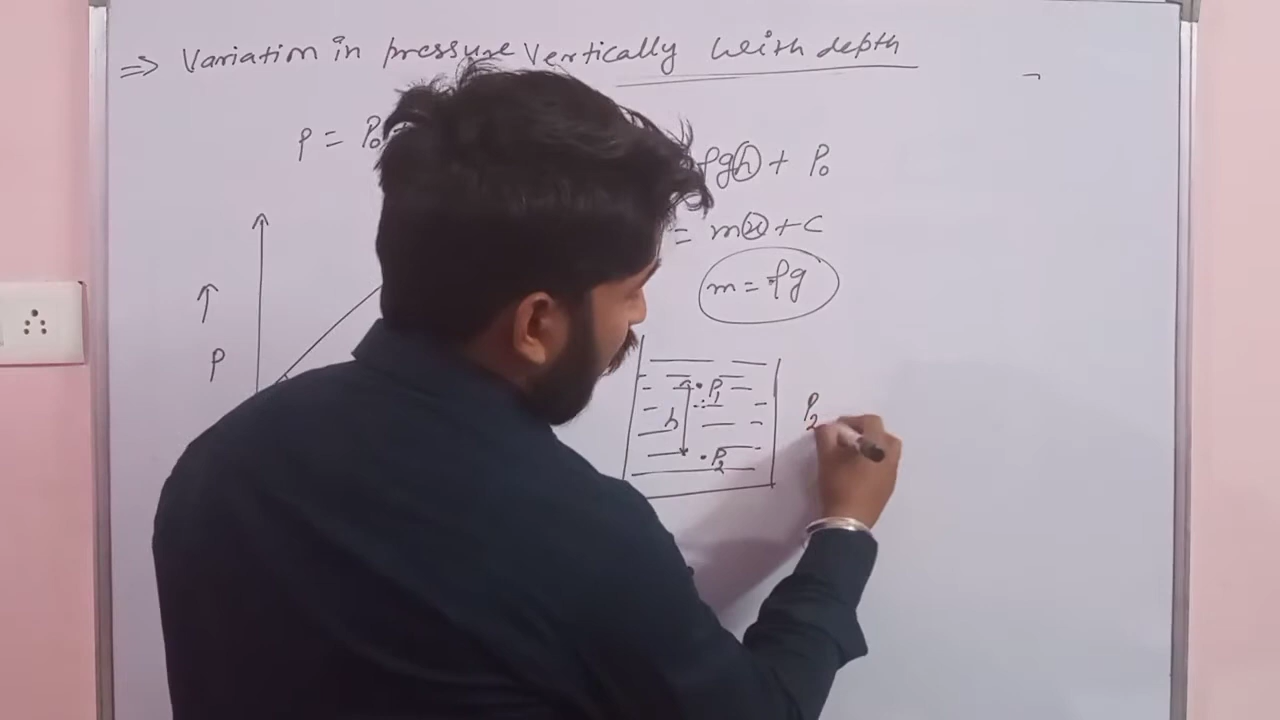 ⇒ Variation in pressure vertically with depth
P = P₀
ρgh + P₀
= mx + c
m = ρg
P
P₁
h
P₂
P₂